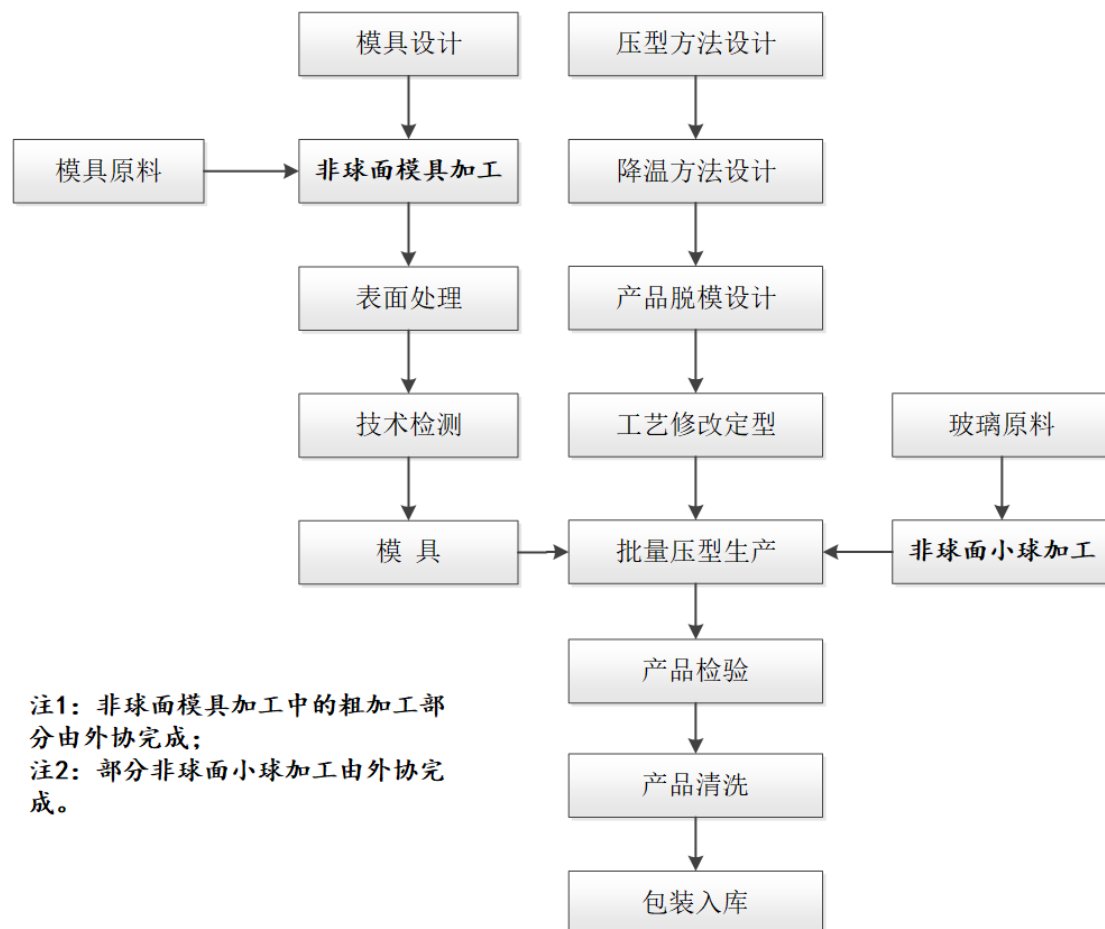 模具设计
压型方法设计
模具原料
非球面模具加工
降温方法设计
表面处理
产品脱模设计
技术检测
工艺修改定型
玻璃原料
模 具
批量压型生产
非球面小球加工
产品检验
注1：非球面模具加工中的粗加工部
分由外协完成；
注2：部分非球面小球加工由外协完
成。
产品清洗
包装入库